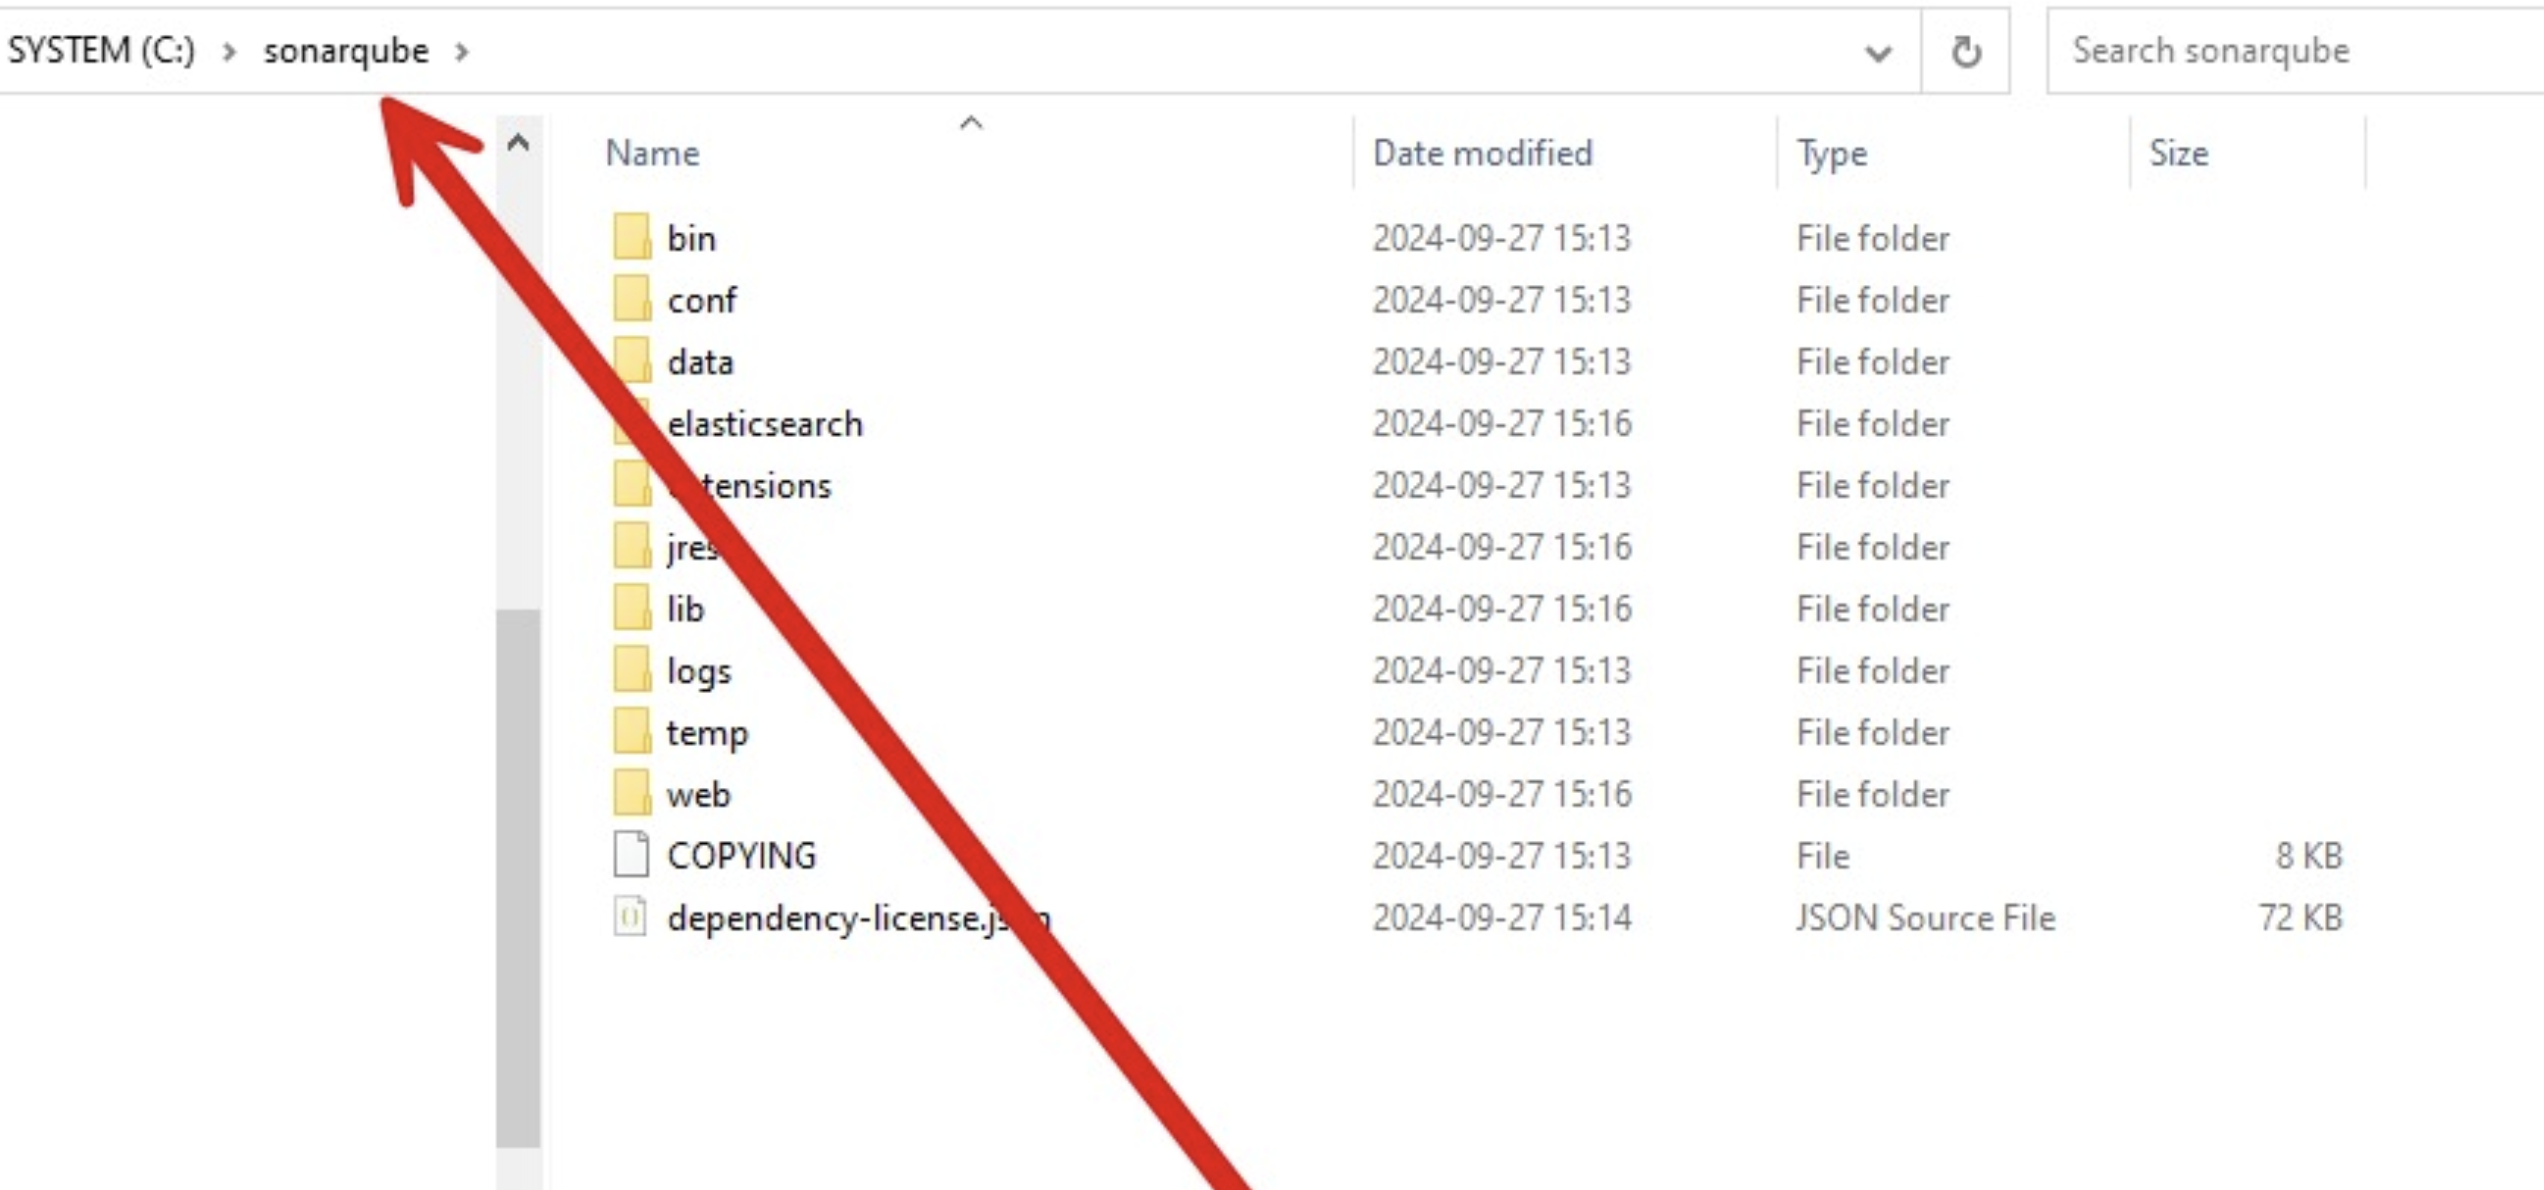 SYSTEM (C:) > sonarqube >
Search sonarqube
Name Date modified Type Size
bin 2024-09-27 15:13 File folder
conf 2024-09-27 15:13 File folder
data 2024-09-27 15:13 File folder
elasticsearch 2024-09-27 15:16 File folder
extensions 2024-09-27 15:13 File folder
jres 2024-09-27 15:16 File folder
lib 2024-09-27 15:16 File folder
logs 2024-09-27 15:13 File folder
temp 2024-09-27 15:13 File folder
web 2024-09-27 15:16 File folder
COPYING 2024-09-27 15:13 File 8 KB
dependency-license.json 2024-09-27 15:14 JSON Source File 72 KB